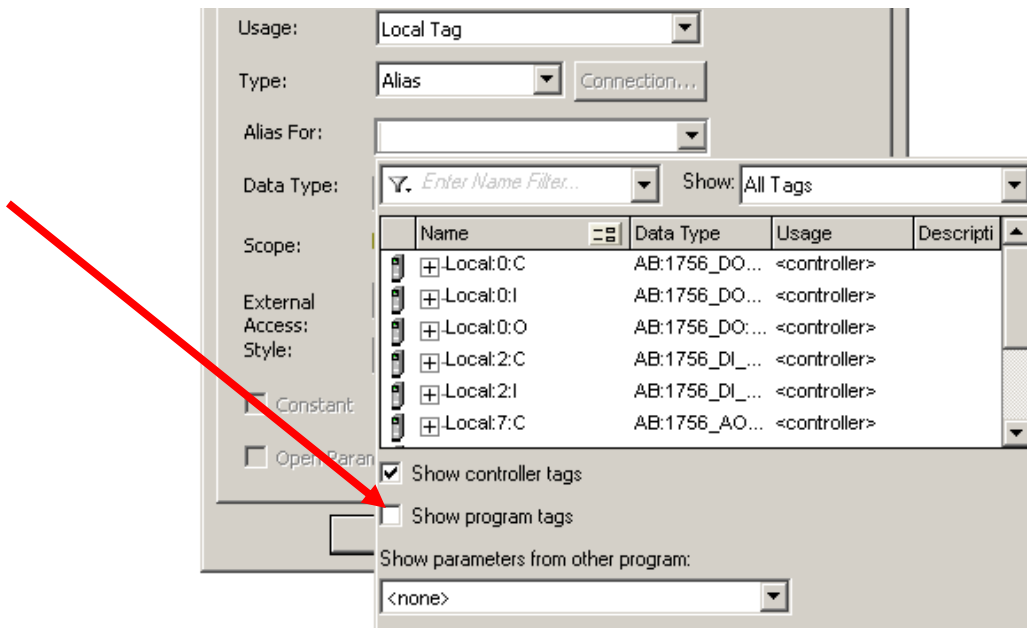 Usage: Local Tag
Type: Alias Connection...
Alias For:
Data Type: Enter Name Filter... Show: All Tags
Name Data Type Usage Descripti
Scope: Local:0:C AB:1756_DO... <controller>
External Local:0:I AB:1756_DO... <controller>
Access: Local:0:O AB:1756_DO:... <controller>
Style: Local:2:C AB:1756_DI_... <controller>
Local:2:I AB:1756_DI_... <controller>
Constant Local:7:C AB:1756_AO... <controller>
Open Param
Show controller tags
Show program tags
Show parameters from other program:
<none>